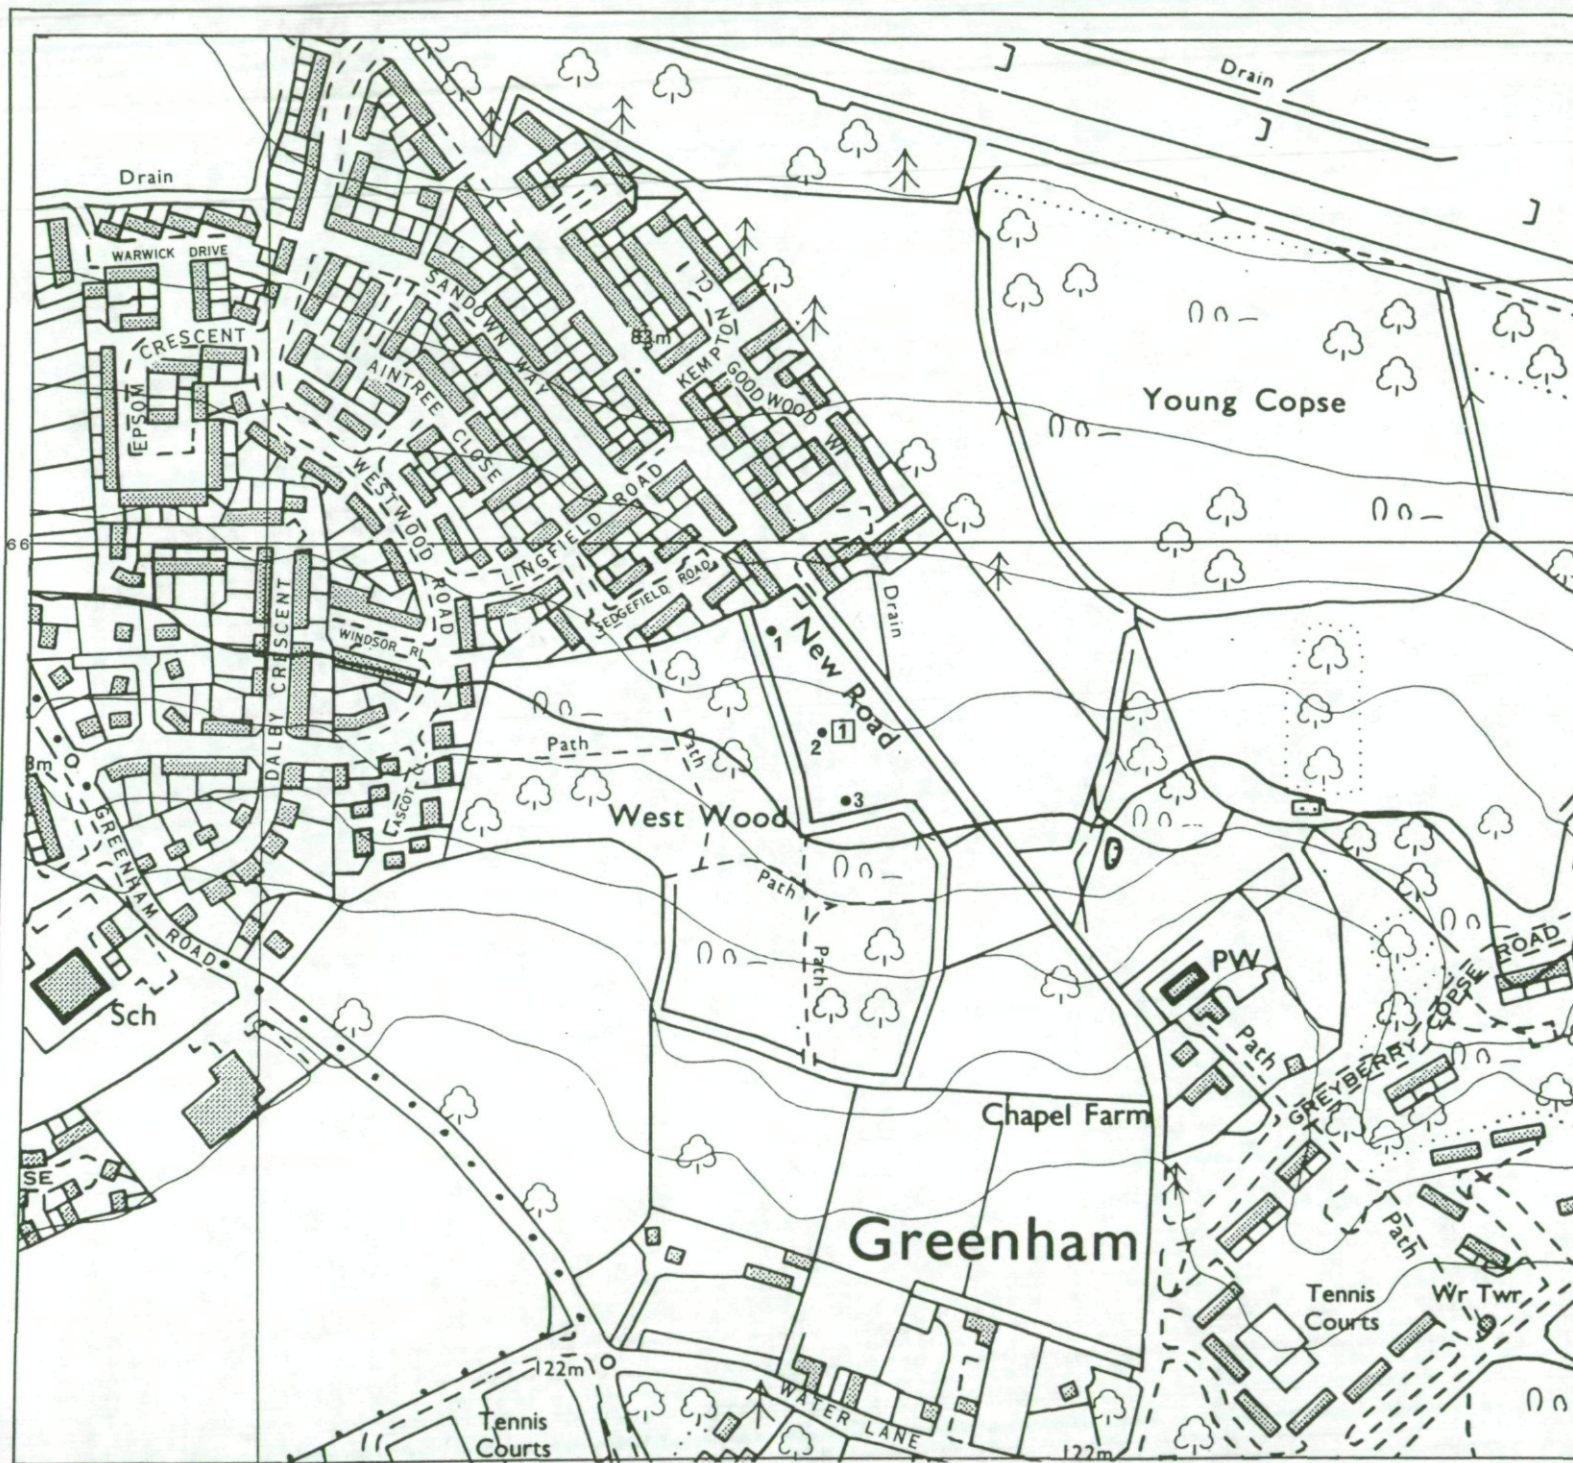 Drain
Drain
WARWICK DRIVE
CRESCENT
EPSOM
SANDOWN WAY
AINTREE CLOSE
83m
CL
KEMPTON
GOODWOOD
Young Copse
WESTWOOD ROAD
LINGFIELD ROAD
SEDGEFIELD ROAD
66
DALBY CRESCENT
WINDSOR
Drain
New Road
1
2
1
3
Path
Path
ASCOT CL
West Wood
Path
Path
GREENHAM ROAD
Sch
PW
Path
GREYBERRY COPSE ROAD
Chapel Farm
SE
Greenham
Path
Tennis
Courts
Wr Twr
122m
Tennis
Courts
WATER LANE
122m